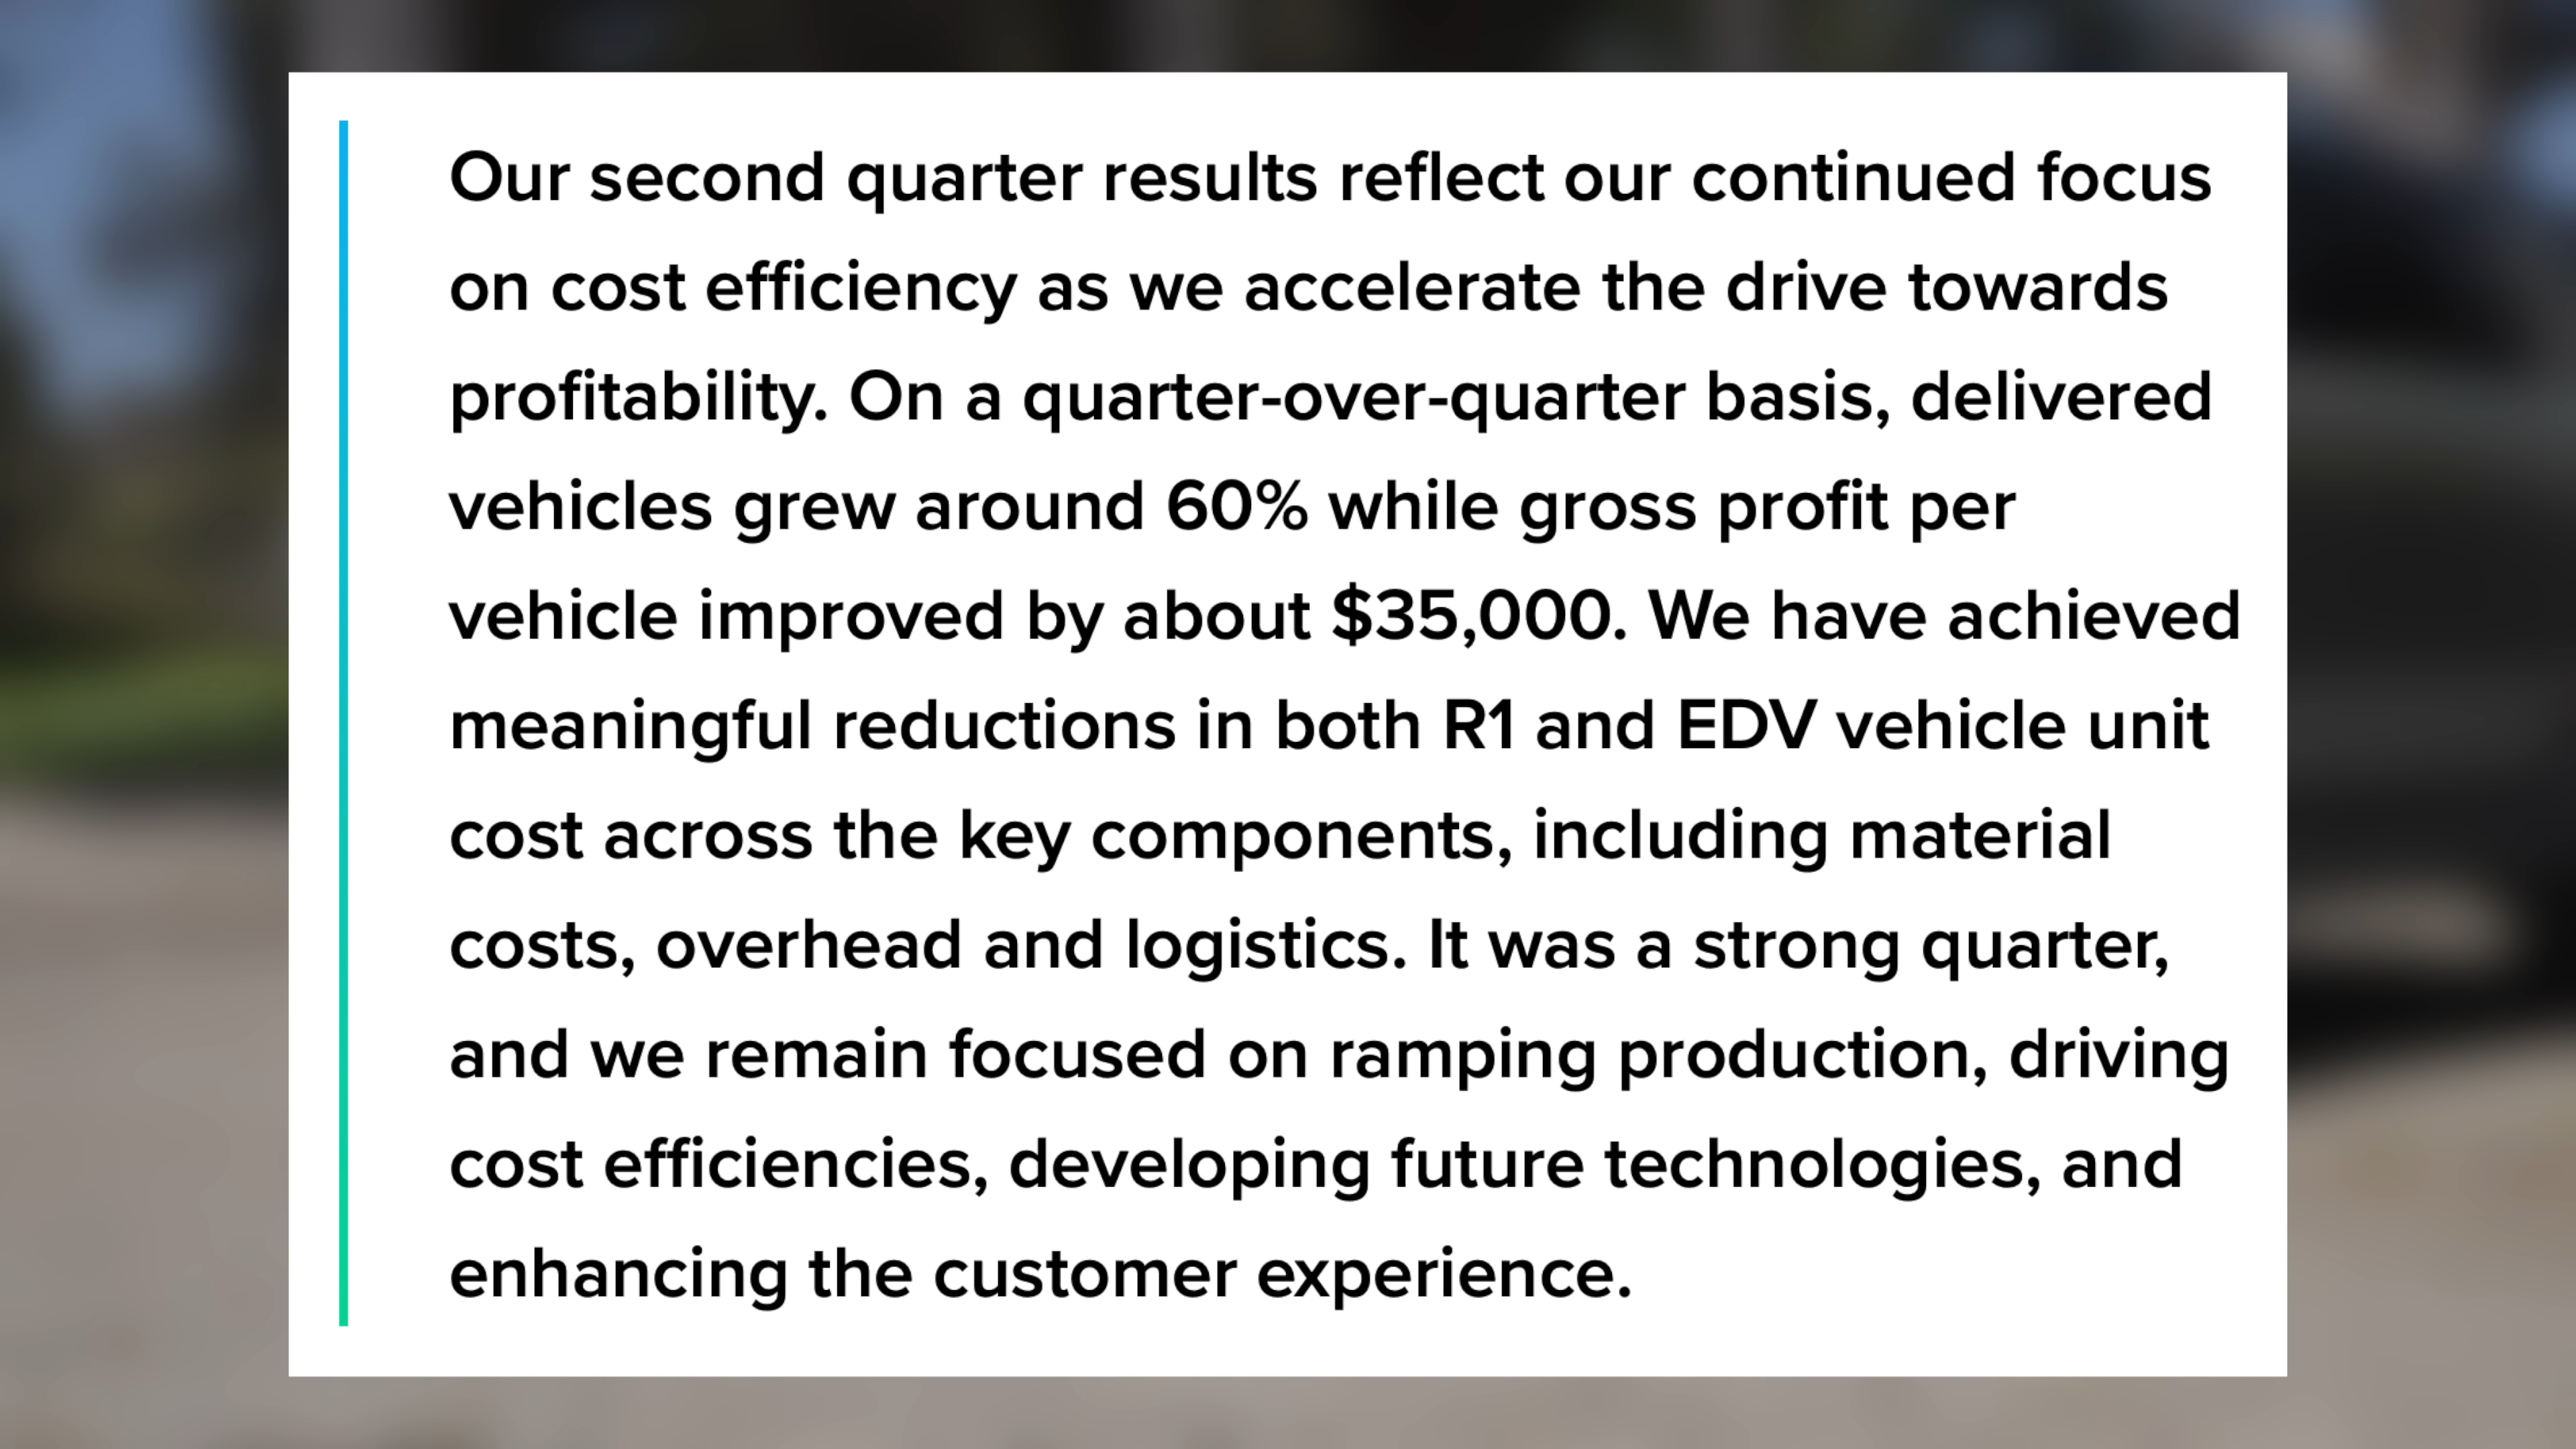 Our second quarter results reflect our continued focus
on cost efficiency as we accelerate the drive towards
profitability. On a quarter-over-quarter basis, delivered
vehicles grew around 60% while gross profit per
vehicle improved by about $35,000. We have achieved
meaningful reductions in both R1 and EDV vehicle unit
cost across the key components, including material
costs, overhead and logistics. It was a strong quarter,
and we remain focused on ramping production, driving
cost efficiencies, developing future technologies, and
enhancing the customer experience.